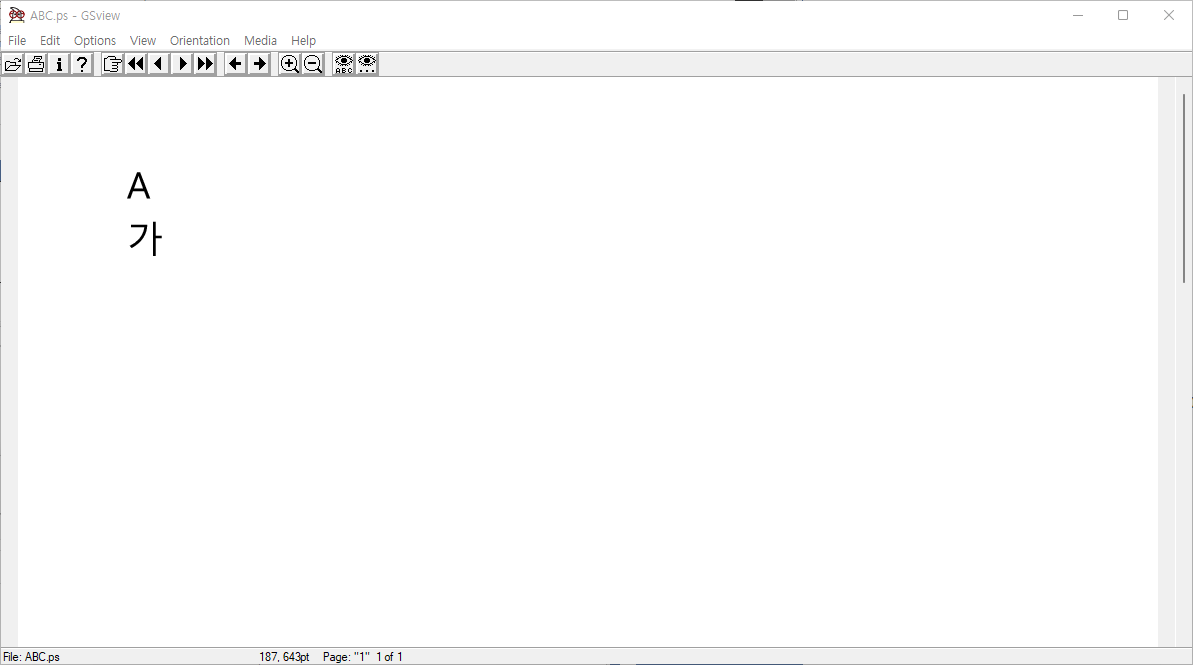 ABC.ps - GSview
File Edit Options View Orientation Media Help
A
가
File: ABC.ps 187, 643pt Page: "1" 1 of 1